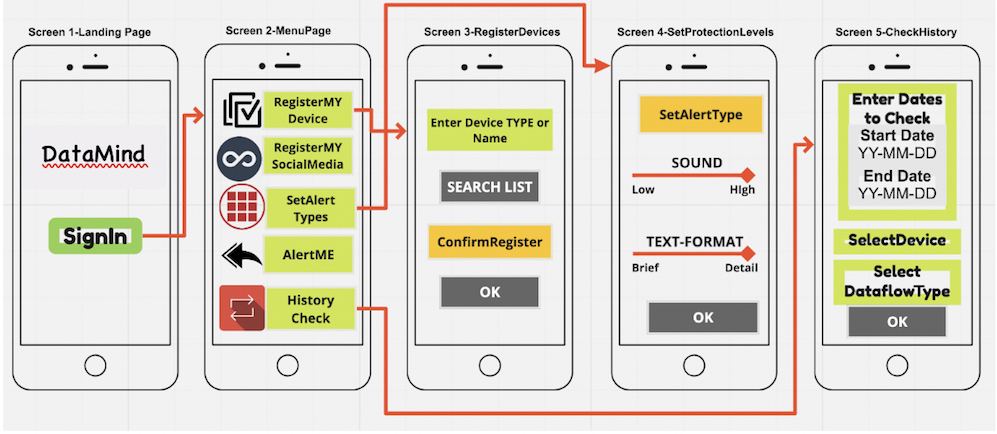 Screen 1-Landing Page
DataMind
SignIn
Screen 2-MenuPage
RegisterMY
Device
RegisterMY
SocialMedia
SetAlert
Types
AlertME
History
Check
Screen 3-RegisterDevices
Enter Device TYPE or
Name
SEARCH LIST
ConfirmRegister
OK
Screen 4-SetProtectionLevels
SetAlertType
SOUND
Low HIgh
TEXT-FORMAT
Brief Detail
OK
Screen 5-CheckHistory
Enter Dates
to Check
Start Date
YY-MM-DD
End Date
YY-MM-DD
SelectDevice
Select
DataflowType
OK